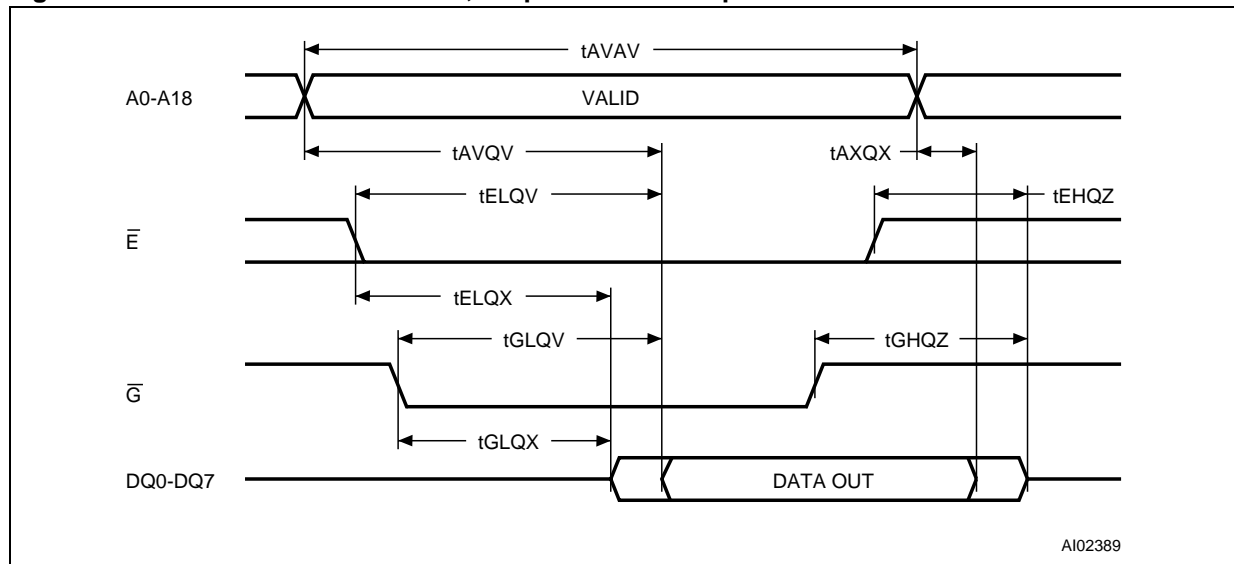 tAVAV
A0-A18
VALID
tAVQV
tAXQX
tELQV
tEHQZ
E̅
tELQX
tGLQV
tGHQZ
G̅
tGLQX
DQ0-DQ7
DATA OUT
AI02389